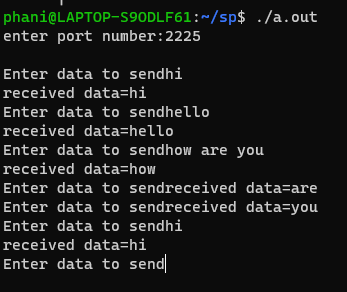 phani@LAPTOP-S9ODLF61:~/sp$ ./a.out
enter port number:2225
Enter data to sendhi
received data=hi
Enter data to sendhello
received data=hello
Enter data to sendhow are you
received data=how
Enter data to sendreceived data=are
Enter data to sendreceived data=you
Enter data to sendhi
received data=hi
Enter data to send